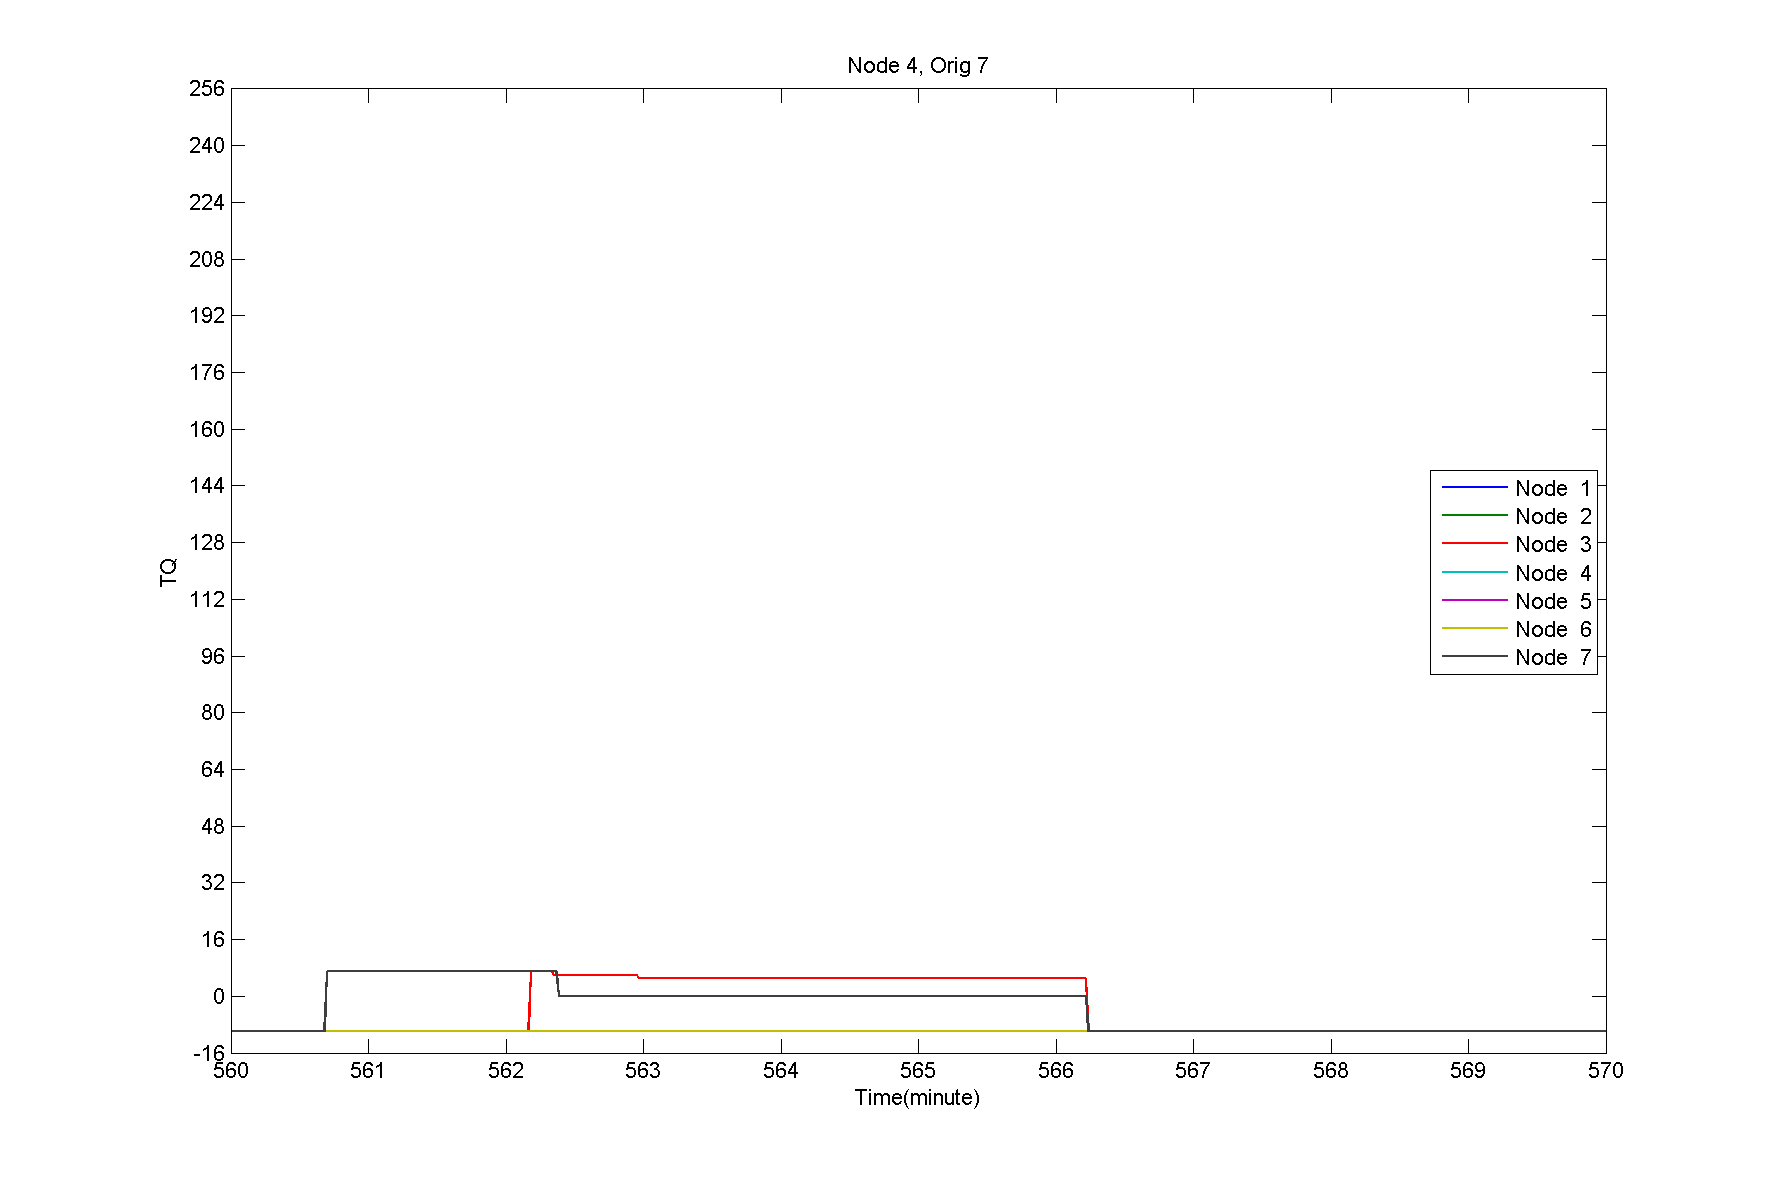 Node 4, Orig 7
256
240
224
208
192
176
160
144
128
112
96
80
64
48
32
16
0
-16
TQ
Node 1
Node 2
Node 3
Node 4
Node 5
Node 6
Node 7
560 561 562 563 564 565 566 567 568 569 570
Time(minute)